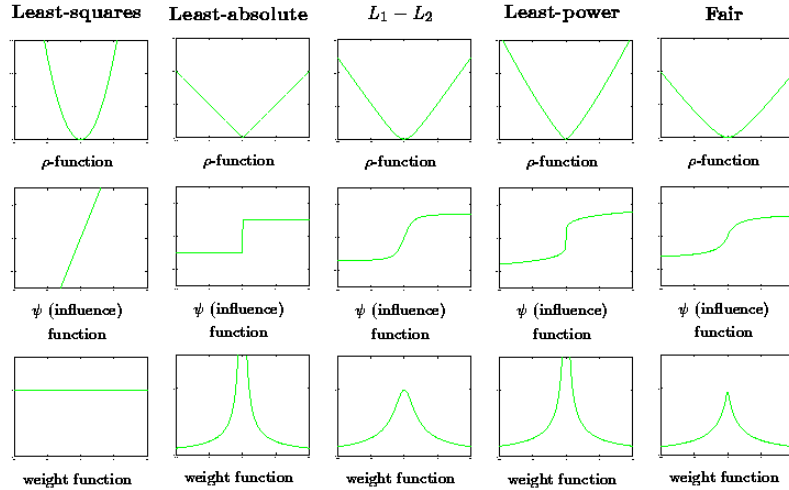 Least-squares Least-absolute L₁ − L₂ Least-power Fair
ρ-function ρ-function ρ-function ρ-function ρ-function
ψ (influence) ψ (influence) ψ (influence) ψ (influence) ψ (influence)
function function function function function
weight function weight function weight function weight function weight function